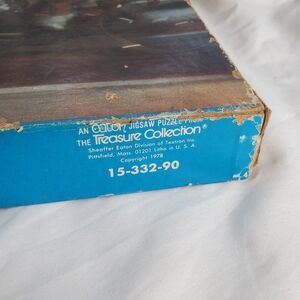 AN eaton JIGSAW PUZZLE FROM
THE Treasure Collection®
Sheaffer Eaton Division of Textron Inc.
Pittsfield, Mass. 01201 Litho in U. S. A.
Copyright 1978
15-332-90